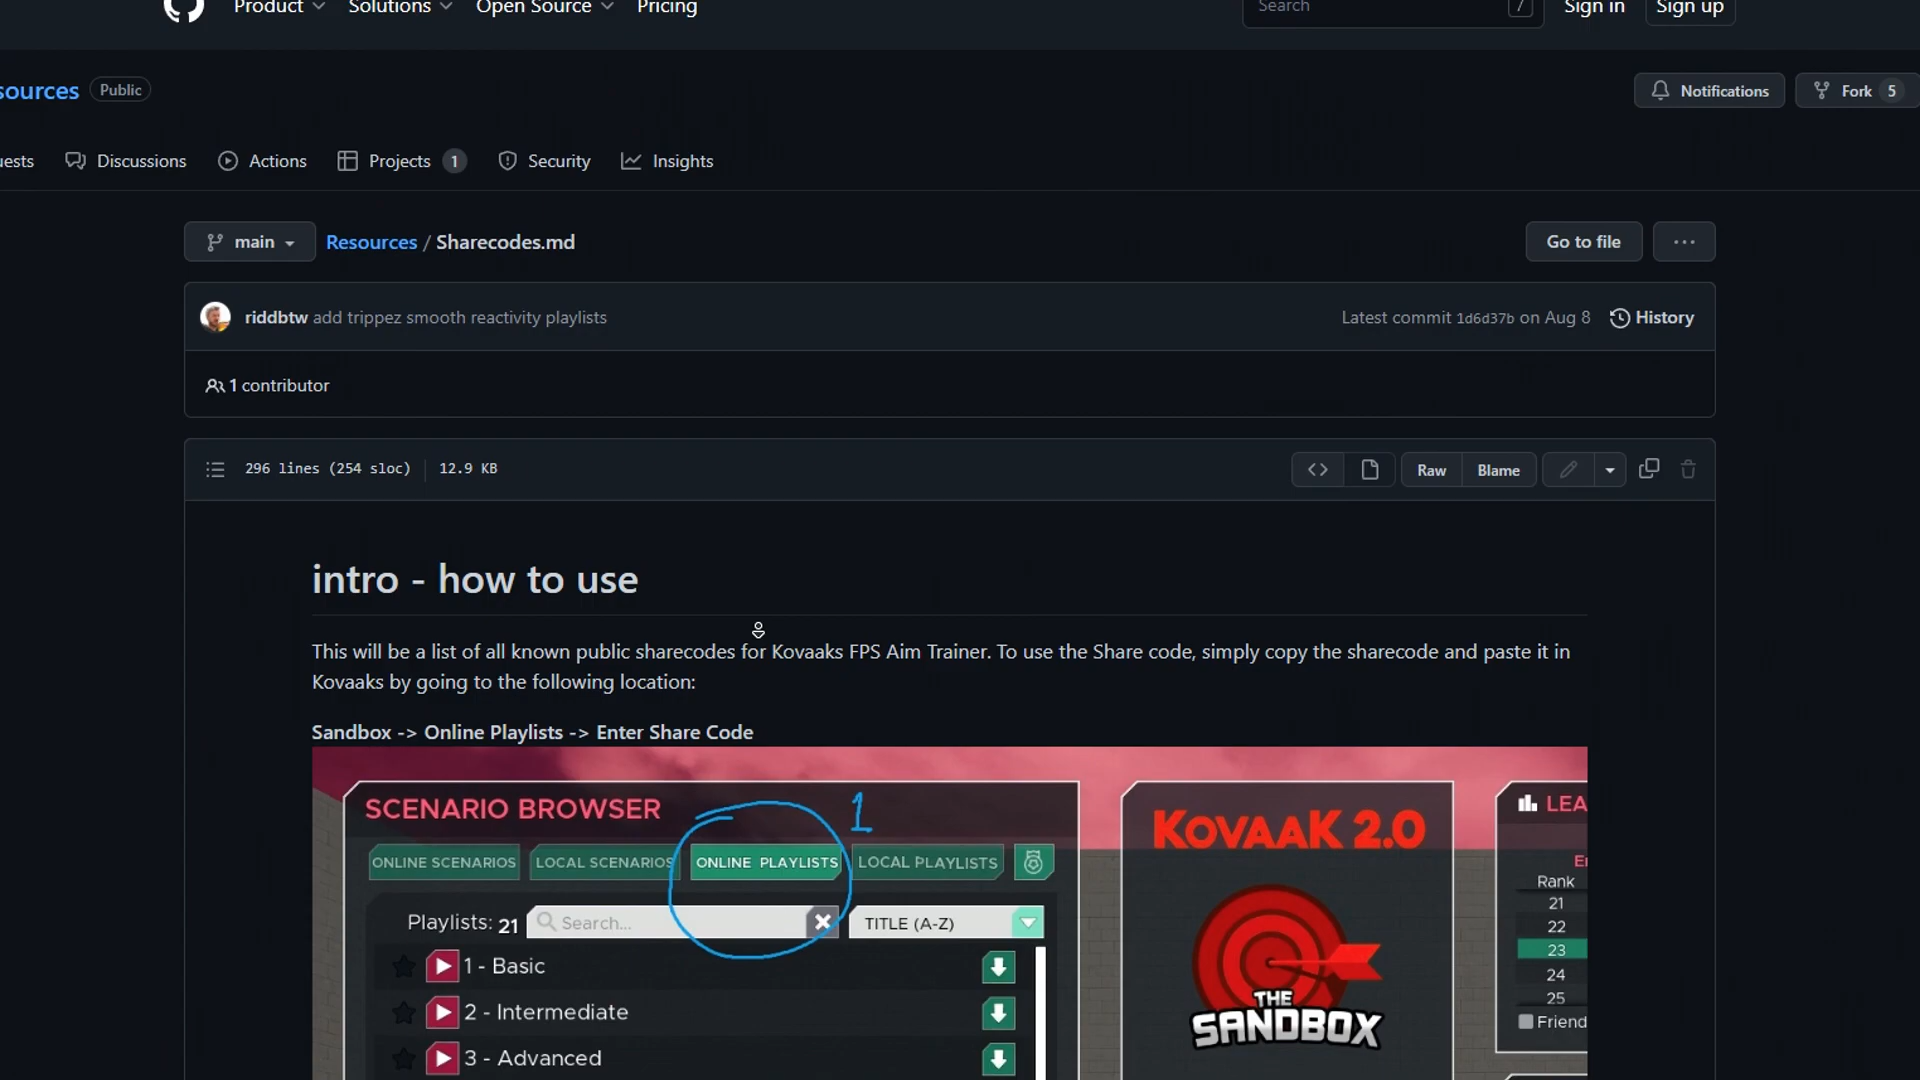 Product Solutions Open Source Pricing Search / Sign in Sign up
sources Public Notifications Fork 5
uests Discussions Actions Projects 1 Security Insights
main Resources / Sharecodes.md Go to file ...
riddbtw add trippez smooth reactivity playlists Latest commit 1d6d37b on Aug 8 History
1 contributor
296 lines (254 sloc) 12.9 KB <> Raw Blame
intro - how to use
This will be a list of all known public sharecodes for Kovaaks FPS Aim Trainer. To use the Share code, simply copy the sharecode and paste it in
Kovaaks by going to the following location:
Sandbox -> Online Playlists -> Enter Share Code
SCENARIO BROWSER 1
ONLINE SCENARIOS LOCAL SCENARIOS ONLINE PLAYLISTS LOCAL PLAYLISTS
Playlists: 21 Search... TITLE (A-Z)
1 - Basic
2 - Intermediate
3 - Advanced
KOVAAK 2.0
THE
SANDBOX
LEA
En
Rank
21
22
23
24
25
Friend